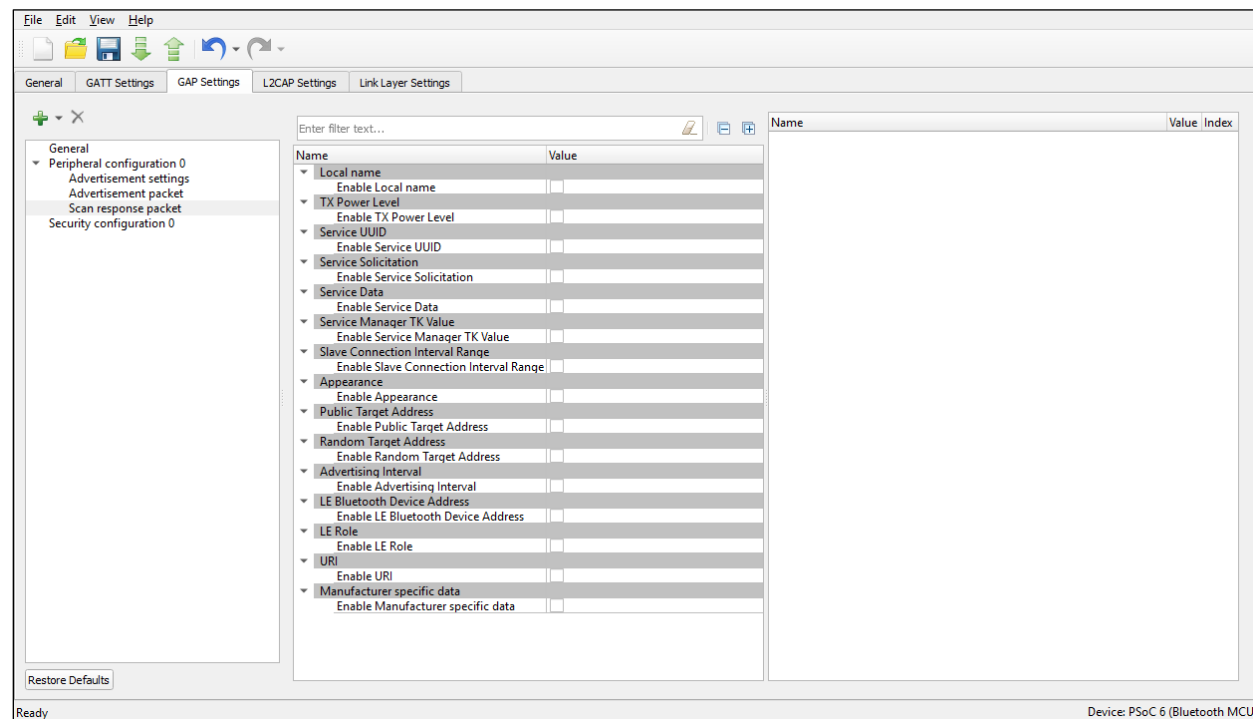 File Edit View Help
General GATT Settings GAP Settings L2CAP Settings Link Layer Settings
Enter filter text...
Name Value Index
General
Peripheral configuration 0
Advertisement settings
Advertisement packet
Scan response packet
Security configuration 0
Name Value
Local name
Enable Local name
TX Power Level
Enable TX Power Level
Service UUID
Enable Service UUID
Service Solicitation
Enable Service Solicitation
Service Data
Enable Service Data
Service Manager TK Value
Enable Service Manager TK Value
Slave Connection Interval Range
Enable Slave Connection Interval Range
Appearance
Enable Appearance
Public Target Address
Enable Public Target Address
Random Target Address
Enable Random Target Address
Advertising Interval
Enable Advertising Interval
LE Bluetooth Device Address
Enable LE Bluetooth Device Address
LE Role
Enable LE Role
URI
Enable URI
Manufacturer specific data
Enable Manufacturer specific data
Restore Defaults
Ready Device: PSoC 6 (Bluetooth MCU